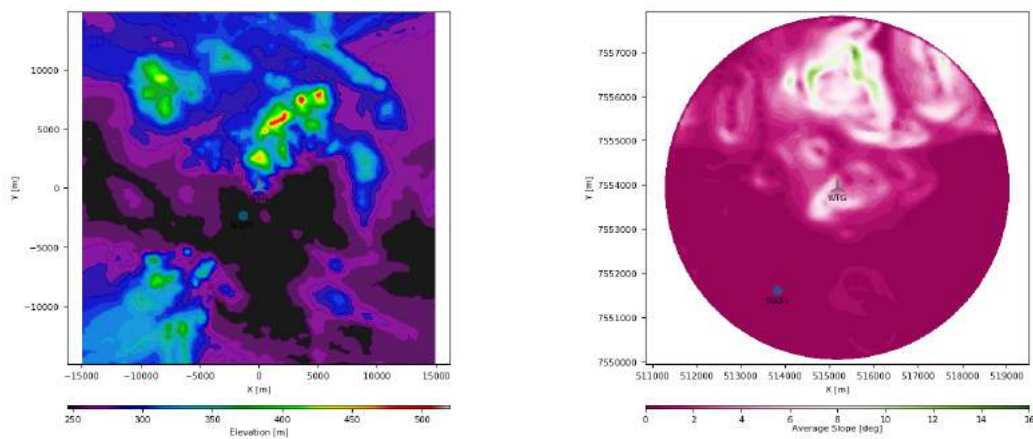 10000
5000
0
−5000
−10000
Y [m]
−15000 −10000 −5000 0 5000 10000 15000
X [m]
250 300 350 400 450 500
Elevation [m]
7557000
7556000
7555000
7554000
7553000
7552000
7551000
7550000
Y [m]
WTG
MAST
511000 512000 513000 514000 515000 516000 517000 518000 519000
X [m]
0 2 4 6 8 10 12 14 16
Average Slope [deg]